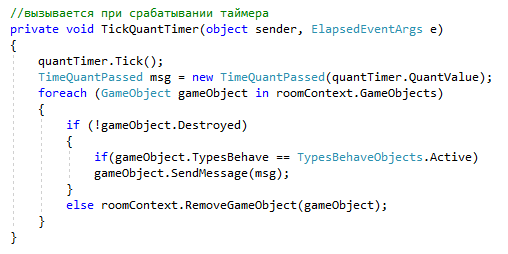 //вызывается при срабатывании таймера
private void TickQuantTimer(object sender, ElapsedEventArgs e)
{
    quantTimer.Tick();
    TimeQuantPassed msg = new TimeQuantPassed(quantTimer.QuantValue);
    foreach (GameObject gameObject in roomContext.GameObjects)
    {
        if (!gameObject.Destroyed)
        {
            if(gameObject.TypesBehave == TypesBehaveObjects.Active)
            gameObject.SendMessage(msg);
        }
        else roomContext.RemoveGameObject(gameObject);
    }
}